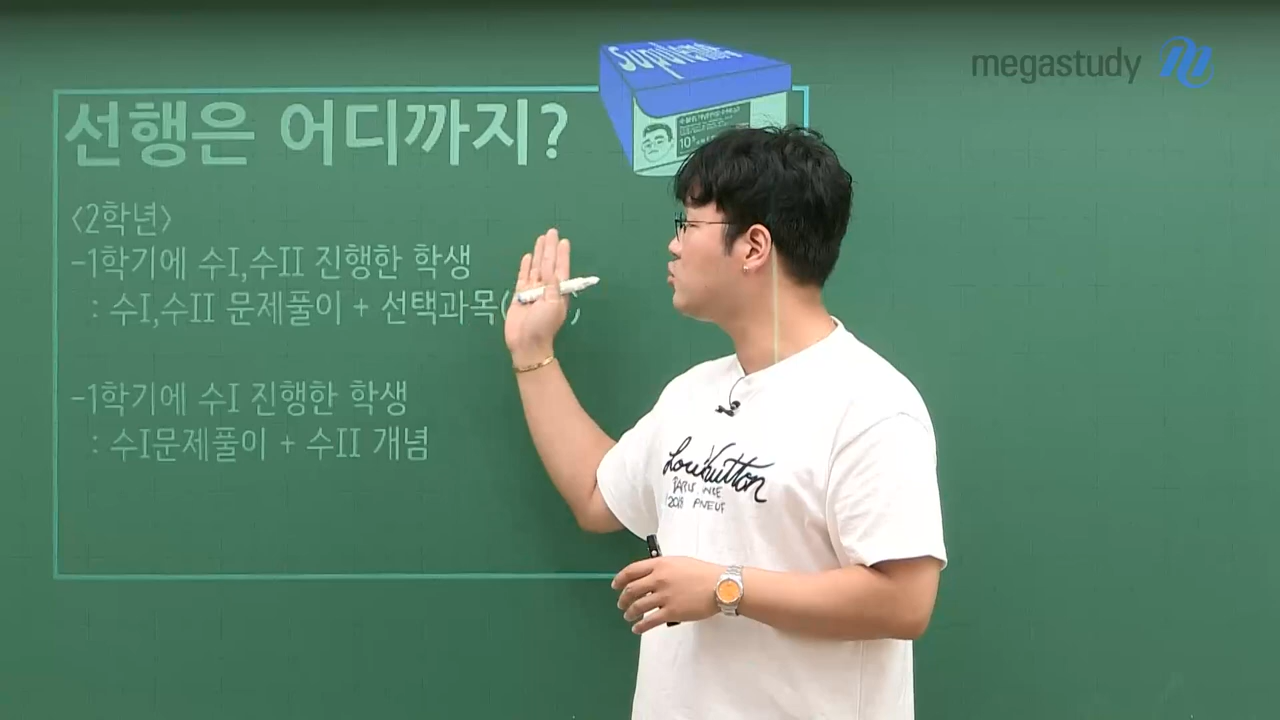 megastudy
선행은 어디까지?
<2학년>
-1학기에 수I,수II 진행한 학생
: 수I,수II 문제풀이 + 선택과목(
-1학기에 수I 진행한 학생
: 수I문제풀이 + 수II 개념
Louis Vuitton
PARIS